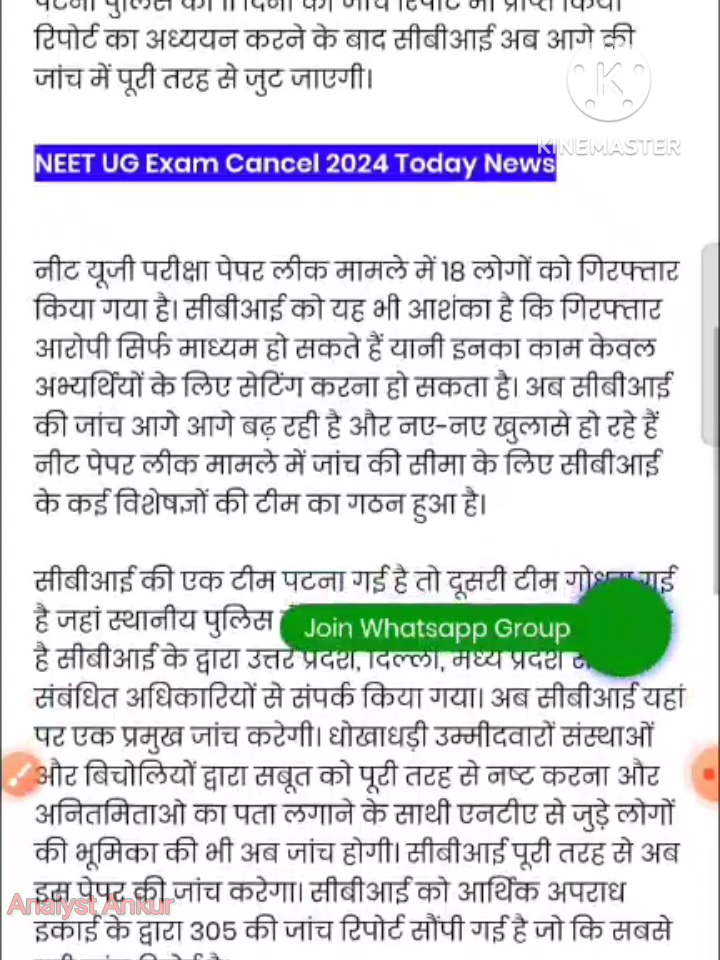 रिपोर्ट का अध्ययन करने के बाद सीबीआई अब आगे की
जांच में पूरी तरह से जुट जाएगी।
KINEMASTER
NEET UG Exam Cancel 2024 Today News
नीट यूजी परीक्षा पेपर लीक मामले में 18 लोगों को गिरफ्तार
किया गया है। सीबीआई को यह भी आशंका है कि गिरफ्तार
आरोपी सिर्फ माध्यम हो सकते हैं यानी इनका काम केवल
अभ्यर्थियों के लिए सेटिंग करना हो सकता है। अब सीबीआई
की जांच आगे आगे बढ़ रही है और नए-नए खुलासे हो रहे हैं
नीट पेपर लीक मामले में जांच की सीमा के लिए सीबीआई
के कई विशेषज्ञों की टीम का गठन हुआ है।
सीबीआई की एक टीम पटना गई है तो दूसरी टीम गोधरा गई
है जहां स्थानीय पुलिस
Join Whatsapp Group
है सीबीआई के द्वारा उत्तर प्रदेश, दिल्ली, मध्य प्रदेश
संबंधित अधिकारियों से संपर्क किया गया। अब सीबीआई यहां
पर एक प्रमुख जांच करेगी। धोखाधड़ी उम्मीदवारों संस्थाओं
और बिचोलियों द्वारा सबूत को पूरी तरह से नष्ट करना और
अनितमिताओ का पता लगाने के साथी एनटीए से जुड़े लोगों
की भूमिका की भी अब जांच होगी। सीबीआई पूरी तरह से अब
इस पेपर की जांच करेगा। सीबीआई को आर्थिक अपराध
Analyst Ankur
इकाई के द्वारा 305 की जांच रिपोर्ट सौंपी गई है जो कि सबसे